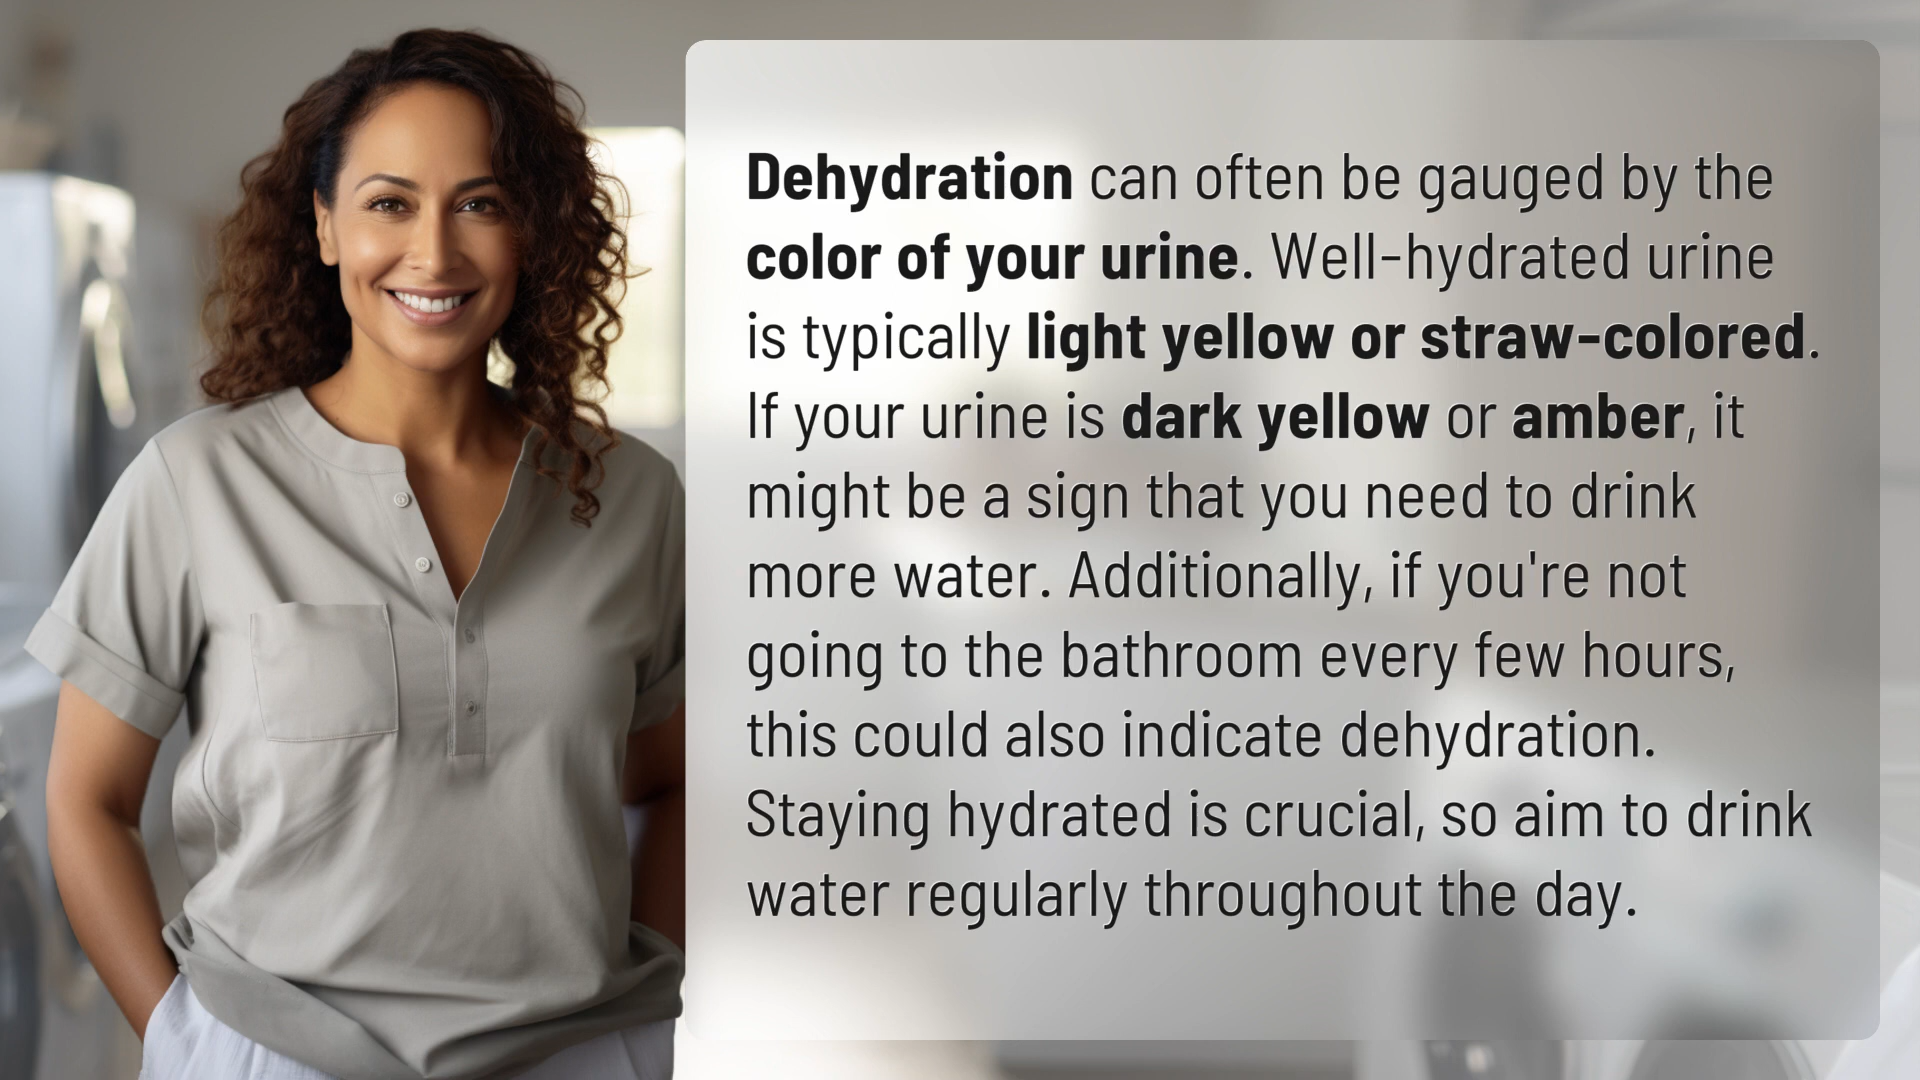 Dehydration can often be gauged by the
color of your urine. Well-hydrated urine
is typically light yellow or straw-colored.
If your urine is dark yellow or amber, it
might be a sign that you need to drink
more water. Additionally, if you're not
going to the bathroom every few hours,
this could also indicate dehydration.
Staying hydrated is crucial, so aim to drink
water regularly throughout the day.